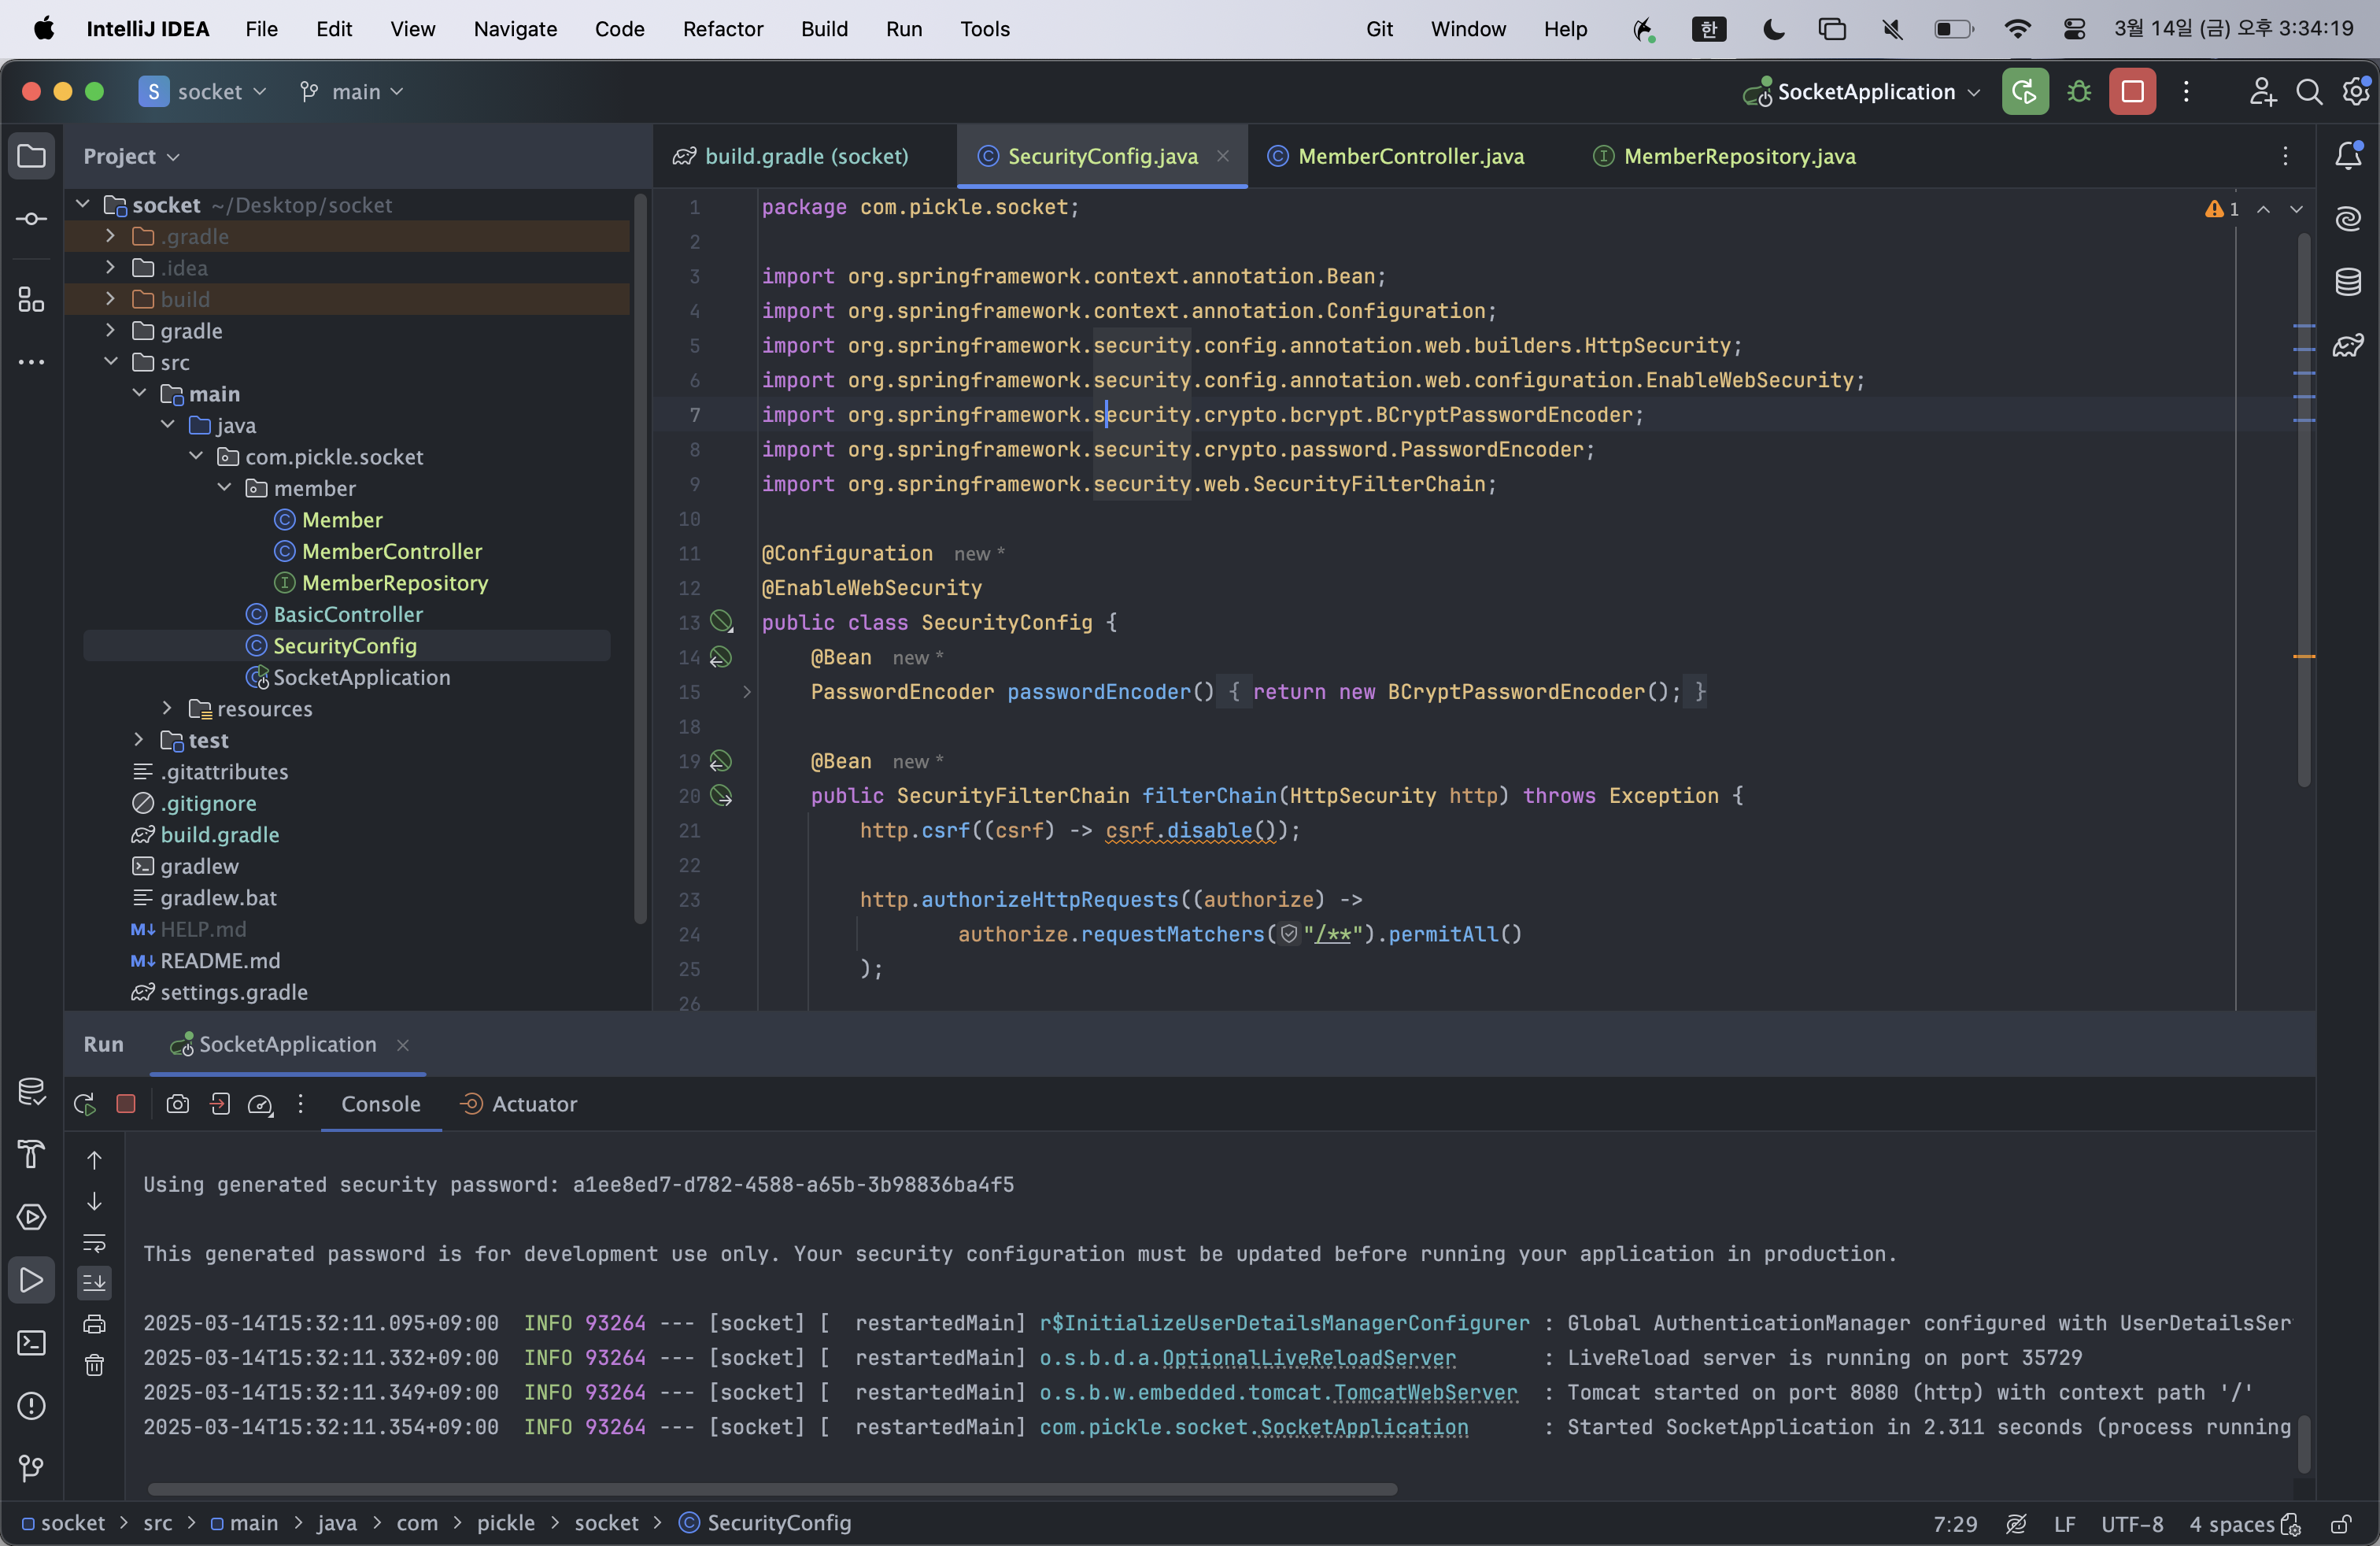 IntelliJ IDEA File Edit View Navigate Code Refactor Build Run Tools Git Window Help 한 3월 14일 (금) 오후 3:34:19
S socket main SocketApplication
Project
build.gradle (socket) SecurityConfig.java MemberController.java MemberRepository.java
socket ~/Desktop/socket
.gradle
.idea
build
gradle
src
main
java
com.pickle.socket
member
Member
MemberController
MemberRepository
BasicController
SecurityConfig
SocketApplication
resources
test
.gitattributes
.gitignore
build.gradle
gradlew
gradlew.bat
HELP.md
README.md
settings.gradle
1 package com.pickle.socket;
2
3 import org.springframework.context.annotation.Bean;
4 import org.springframework.context.annotation.Configuration;
5 import org.springframework.security.config.annotation.web.builders.HttpSecurity;
6 import org.springframework.security.config.annotation.web.configuration.EnableWebSecurity;
7 import org.springframework.security.crypto.bcrypt.BCryptPasswordEncoder;
8 import org.springframework.security.crypto.password.PasswordEncoder;
9 import org.springframework.security.web.SecurityFilterChain;
10
11 @Configuration new *
12 @EnableWebSecurity
13 public class SecurityConfig {
14 @Bean new *
15 PasswordEncoder passwordEncoder() { return new BCryptPasswordEncoder(); }
18
19 @Bean new *
20 public SecurityFilterChain filterChain(HttpSecurity http) throws Exception {
21 http.csrf((csrf) -> csrf.disable());
22
23 http.authorizeHttpRequests((authorize) ->
24 authorize.requestMatchers("/**").permitAll()
25 );
26
1
Run SocketApplication
Console Actuator
Using generated security password: a1ee8ed7-d782-4588-a65b-3b98836ba4f5
This generated password is for development use only. Your security configuration must be updated before running your application in production.
2025-03-14T15:32:11.095+09:00 INFO 93264 --- [socket] [ restartedMain] r$InitializeUserDetailsManagerConfigurer : Global AuthenticationManager configured with UserDetailsSer
2025-03-14T15:32:11.332+09:00 INFO 93264 --- [socket] [ restartedMain] o.s.b.d.a.OptionalLiveReloadServer : LiveReload server is running on port 35729
2025-03-14T15:32:11.349+09:00 INFO 93264 --- [socket] [ restartedMain] o.s.b.w.embedded.tomcat.TomcatWebServer : Tomcat started on port 8080 (http) with context path '/'
2025-03-14T15:32:11.354+09:00 INFO 93264 --- [socket] [ restartedMain] com.pickle.socket.SocketApplication : Started SocketApplication in 2.311 seconds (process running
socket > src > main > java > com > pickle > socket > SecurityConfig 7:29 LF UTF-8 4 spaces